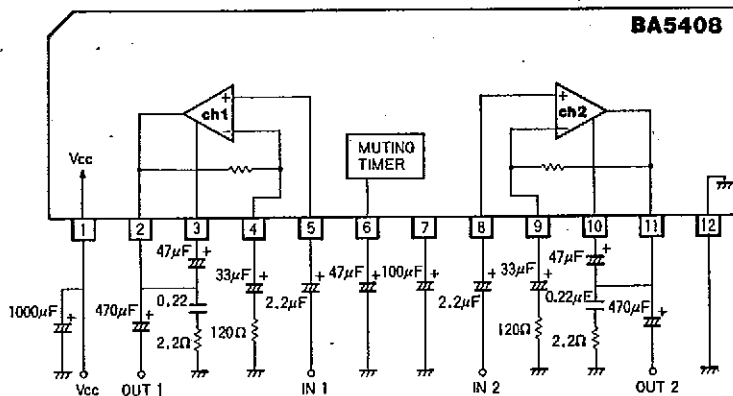 BA5408
ch1
ch2
+
−
+
−
MUTING
TIMER
Vcc
1
2
3
4
5
6
7
8
9
10
11
12
47μF
+
33μF
+
2.2μF
+
47μF
+
100μF
+
2.2μF
+
33μF
+
47μF
+
1000μF
+
470μF
+
0.22
2.2Ω
120Ω
120Ω
0.22μF
2.2Ω
470μF
+
Vcc
OUT 1
IN 1
IN 2
OUT 2